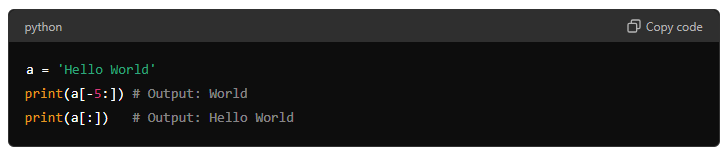 python
Copy code
a = 'Hello World'
print(a[-5:]) # Output: World
print(a[:])   # Output: Hello World